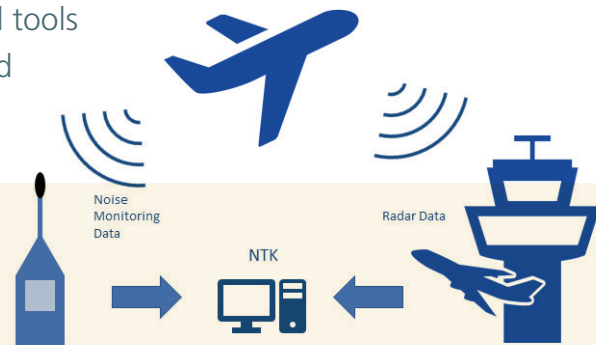 tools
Noise
Monitoring
Data
Radar Data
NTK